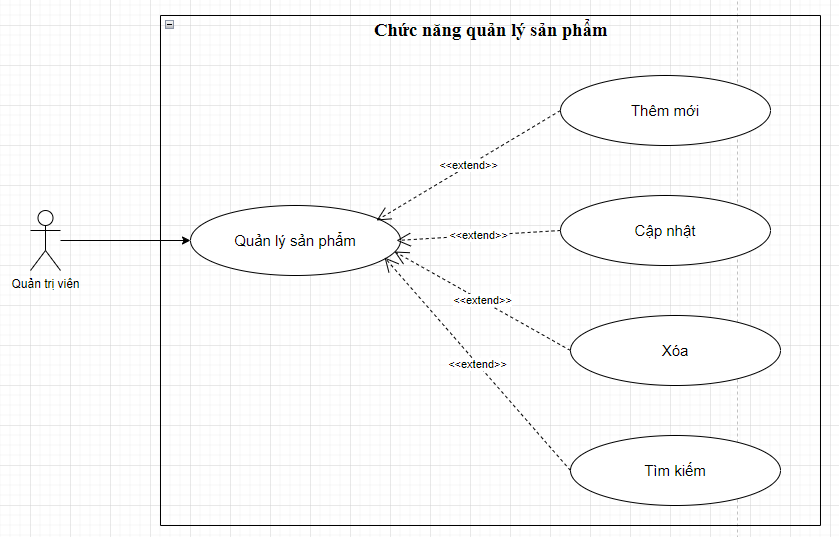 Chức năng quản lý sản phẩm
Thêm mới
<<extend>>
Cập nhật
<<extend>>
Quản lý sản phẩm
Quản trị viên
<<extend>>
Xóa
<<extend>>
Tìm kiếm